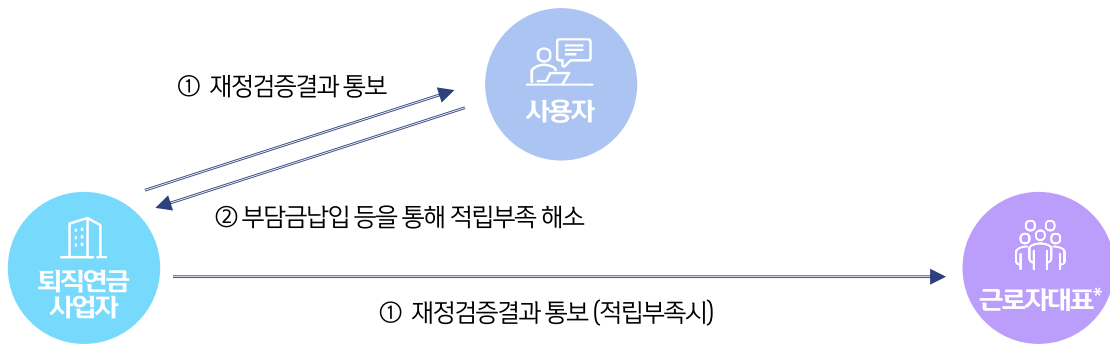 ① 재정검증결과 통보
사용자
② 부담금납입 등을 통해 적립부족 해소
퇴직연금
사업자
근로자대표*
① 재정검증결과 통보 (적립부족시)